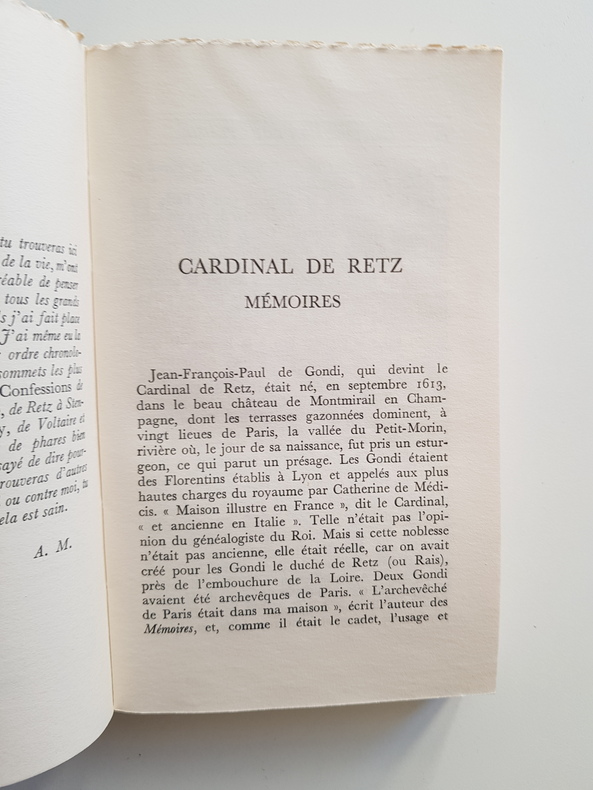 tu trouveras ici
de la vie, m'ont
réable de penser
tous les grands
s j'ai fait place
J'ai même eu la
ordre chronolo-
sommets les plus
Confessions de
, de Retz à Sten-
y, de Voltaire et
de phares bien
sayé de dire pour-
rouveras d'autres
ou contre moi, tu
ela est sain.
A. M.
CARDINAL DE RETZ
MÉMOIRES
Jean-François-Paul de Gondi, qui devint le
Cardinal de Retz, était né, en septembre 1613,
dans le beau château de Montmirail en Cham-
pagne, dont les terrasses gazonnées dominent, à
vingt lieues de Paris, la vallée du Petit-Morin,
rivière où, le jour de sa naissance, fut pris un estur-
geon, ce qui parut un présage. Les Gondi étaient
des Florentins établis à Lyon et appelés aux plus
hautes charges du royaume par Catherine de Médi-
cis. « Maison illustre en France », dit le Cardinal,
« et ancienne en Italie ». Telle n'était pas l'opi-
nion du généalogiste du Roi. Mais si cette noblesse
n'était pas ancienne, elle était réelle, car on avait
créé pour les Gondi le duché de Retz (ou Rais),
près de l'embouchure de la Loire. Deux Gondi
avaient été archevêques de Paris. « L'archevêché
de Paris était dans ma maison », écrit l'auteur des
Mémoires, et, comme il était le cadet, l'usage et